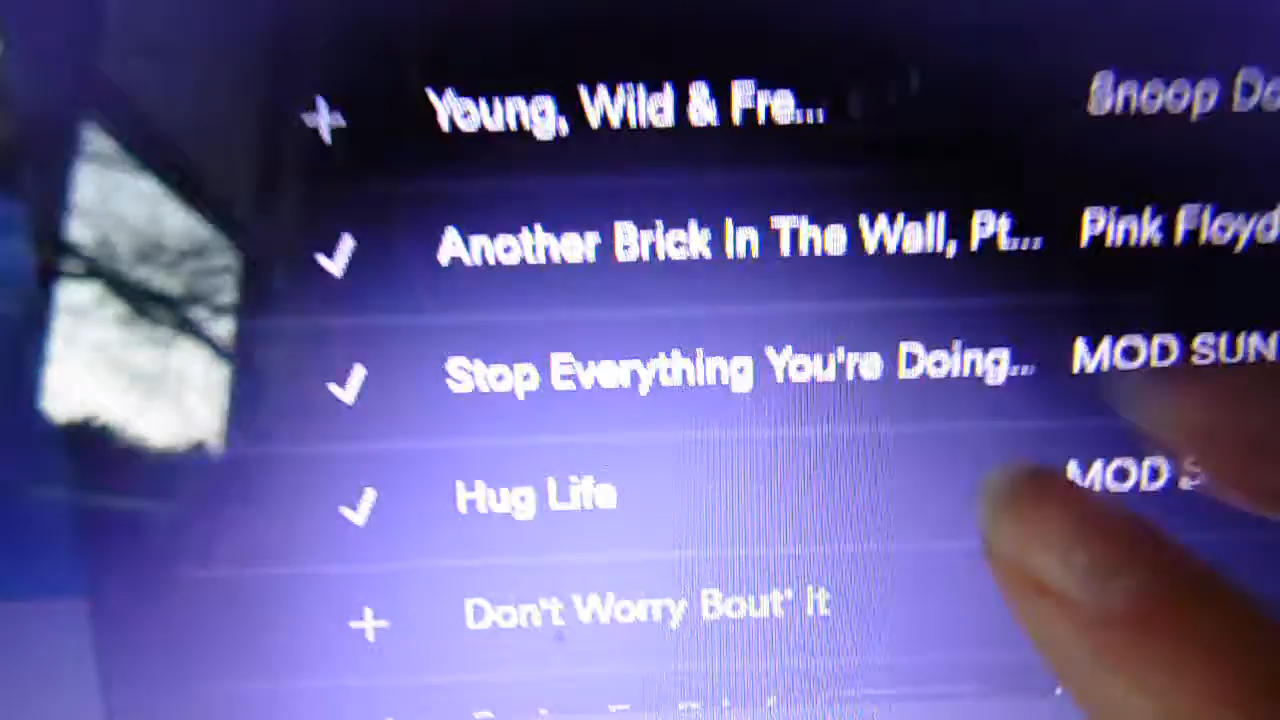 Young, Wild & Fre... Snoop Do
Another Brick In The Wall, Pt... Pink Floyd
Stop Everything You're Doing... MOD SUN
Hug Life MOD S
Don't Worry Bout' It